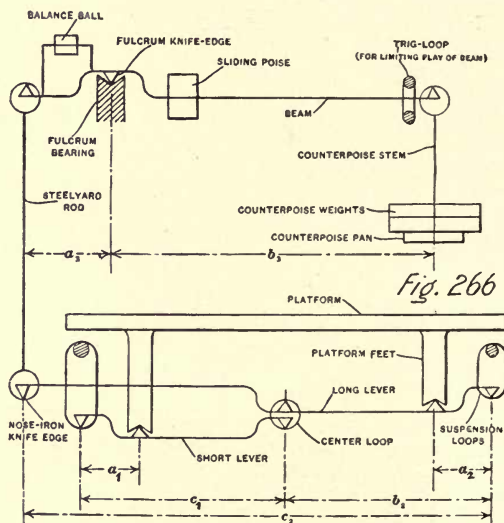 BALANCE BALL
FULCRUM KNIFE-EDGE
SLIDING POISE
TRIG-LOOP
(FOR LIMITING PLAY OF BEAM)
BEAM
FULCRUM
BEARING
COUNTERPOISE STEM
STEELYARD
ROD
COUNTERPOISE WEIGHTS
COUNTERPOISE PAN
a₃
b₃
Fig. 266
PLATFORM
PLATFORM FEET
LONG LEVER
NOSE-IRON
KNIFE EDGE
CENTER LOOP
SUSPENSION
LOOPS
SHORT LEVER
a₁
a₂
c₁
b₂
c₂